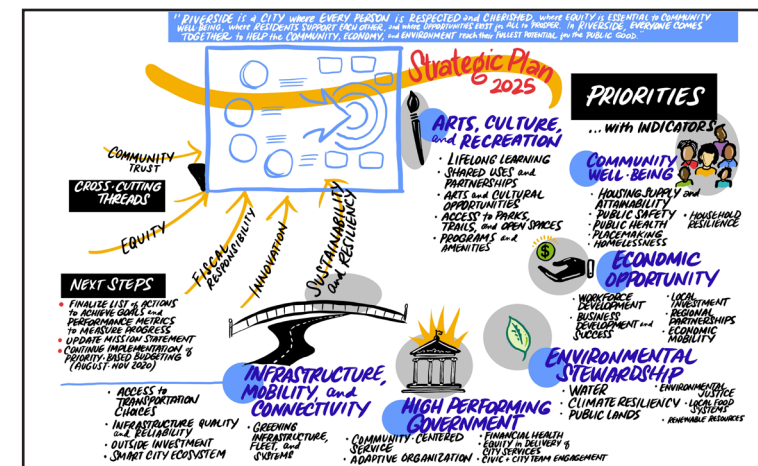 "RIVERSIDE is A CITY where EVERY PERSON is RESPECTED and CHERISHED, where EQUITY is ESSENTIAL to COMMUNITY
WELL-BEING, where RESIDENTS SUPPORT EACH OTHER, and where OPPORTUNITIES EXIST for ALL to PROSPER. In RIVERSIDE, EVERYONE COMES
TOGETHER to HELP the COMMUNITY, ECONOMY, and ENVIRONMENT reach their FULLEST POTENTIAL for the PUBLIC GOOD."
Strategic Plan
2025
PRIORITIES
...with INDICATORS
COMMUNITY
WELL-BEING
• HOUSING SUPPLY and
ATTAINABILITY
• PUBLIC SAFETY
• PUBLIC HEALTH
• PLACEMAKING
• HOMELESSNESS
• HOUSEHOLD
RESILIENCE
ARTS, CULTURE,
and RECREATION
• LIFELONG LEARNING
• SHARED USES and
PARTNERSHIPS
• ARTS and CULTURAL
OPPORTUNITIES
• ACCESS to PARKS,
TRAILS, and OPEN SPACES
• PROGRAMS and
AMENITIES
COMMUNITY
TRUST
CROSS-CUTTING
THREADS
EQUITY
FISCAL
RESPONSIBILITY
INNOVATION
SUSTAINABILITY
and RESILIENCY
$
ECONOMIC
OPPORTUNITY
• WORKFORCE
DEVELOPMENT
• BUSINESS
DEVELOPMENT and
SUCCESS
• LOCAL
INVESTMENT
• REGIONAL
PARTNERSHIPS
• ECONOMIC
MOBILITY
NEXT STEPS
• FINALIZE LIST of ACTIONS
to ACHIEVE GOALS and
PERFORMANCE METRICS
to MEASURE PROGRESS
• UPDATE MISSION STATEMENT
• CONTINUE IMPLEMENTATION of
PRIORITY-BASED BUDGETING
(AUGUST-NOV 2020)
ENVIRONMENTAL
STEWARDSHIP
• WATER
• CLIMATE RESILIENCY
• PUBLIC LANDS
• ENVIRONMENTAL
JUSTICE
• LOCAL FOOD
SYSTEMS
• RENEWABLE RESOURCES
INFRASTRUCTURE,
MOBILITY, and
CONNECTIVITY
• ACCESS to
TRANSPORTATION
CHOICES
• INFRASTRUCTURE QUALITY
and RELIABILITY
• OUTSIDE INVESTMENT
• SMART CITY ECOSYSTEM
• GREENING
INFRASTRUCTURE,
FLEET, and
SYSTEMS
HIGH PERFORMING
GOVERNMENT
• COMMUNITY-CENTERED
SERVICE
• ADAPTIVE ORGANIZATION
• FINANCIAL HEALTH
• EQUITY in DELIVERY of
CITY SERVICES
• CIVIC + CITY TEAM ENGAGEMENT